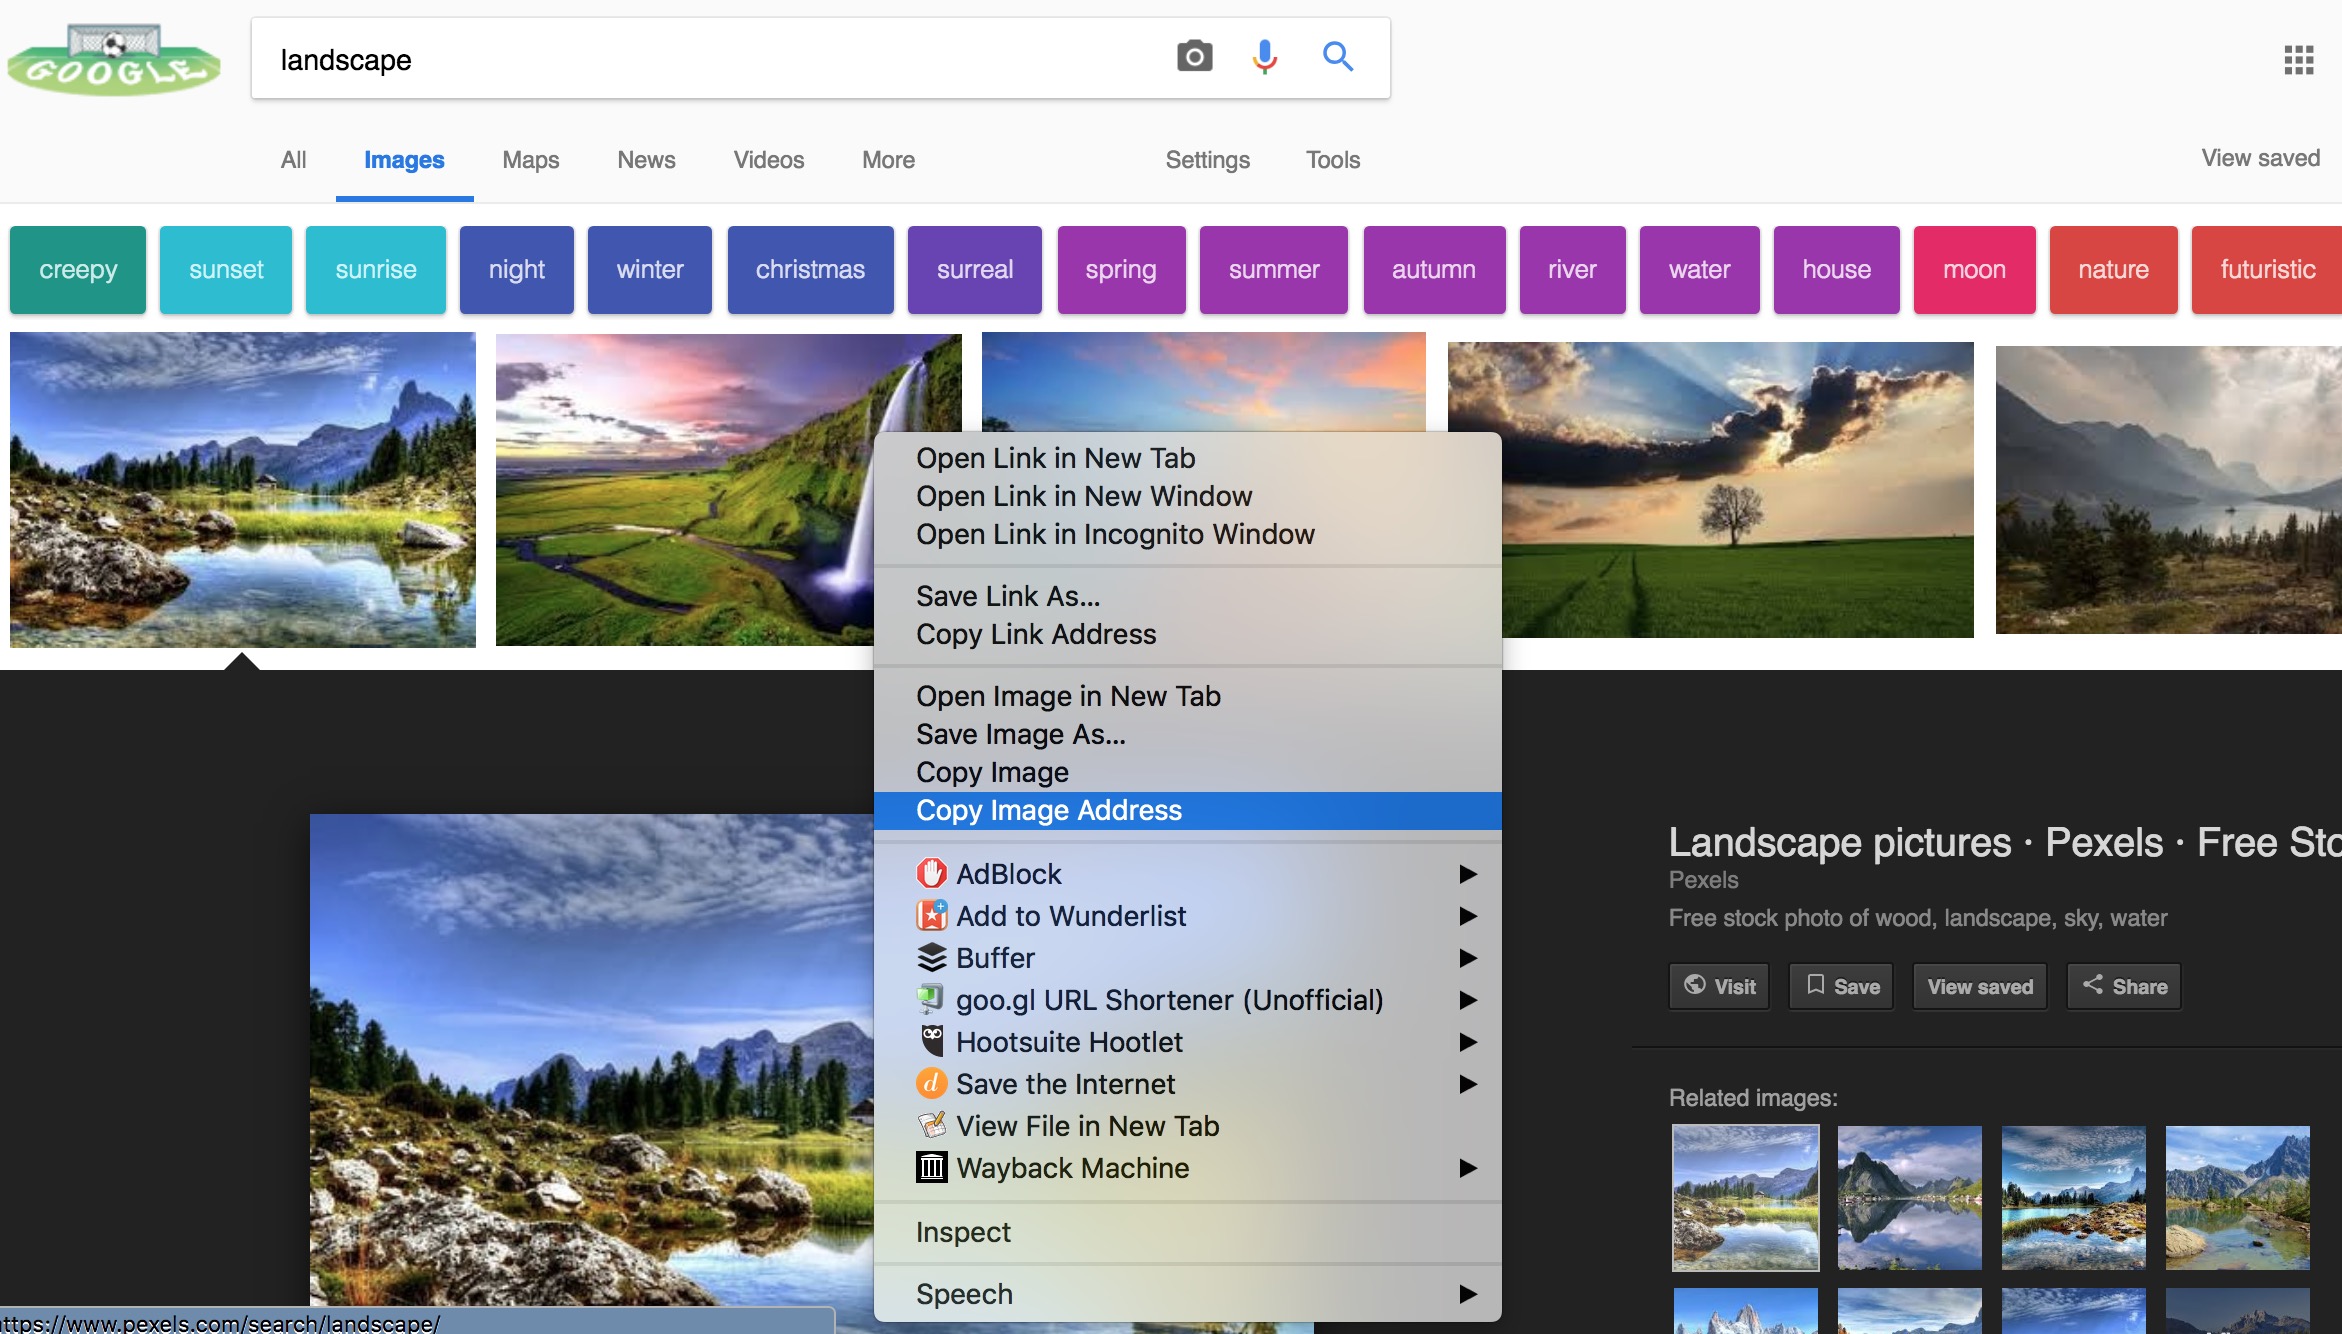 GOOGLE
landscape
All Images Maps News Videos More Settings Tools View saved
creepy sunset sunrise night winter christmas surreal spring summer autumn river water house moon nature futuristic
Open Link in New Tab
Open Link in New Window
Open Link in Incognito Window
Save Link As...
Copy Link Address
Open Image in New Tab
Save Image As...
Copy Image
Copy Image Address
AdBlock
Add to Wunderlist
Buffer
goo.gl URL Shortener (Unofficial)
Hootsuite Hootlet
Save the Internet
View File in New Tab
Wayback Machine
Inspect
Speech
Landscape pictures · Pexels · Free Sto
Pexels
Free stock photo of wood, landscape, sky, water
Visit Save View saved Share
Related images:
ttps://www.pexels.com/search/landscape/